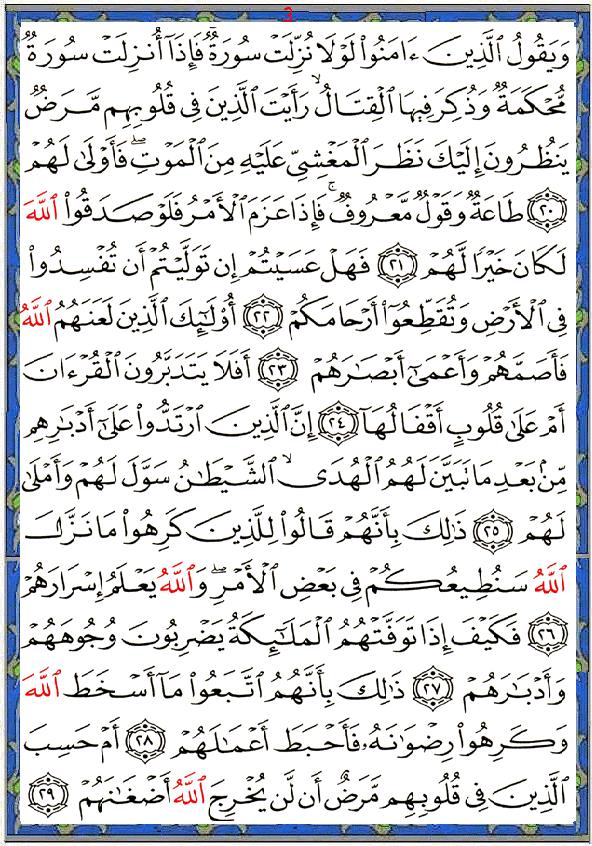 3
وَيَقُولُ ٱلَّذِينَ ءَامَنُوا۟ لَوْلَا نُزِّلَتْ سُورَةٌ ۖ فَإِذَآ أُنزِلَتْ سُورَةٌ
مُّحْكَمَةٌ وَذُكِرَ فِيهَا ٱلْقِتَالُ ۙ رَأَيْتَ ٱلَّذِينَ فِى قُلُوبِهِم مَّرَضٌ
يَنظُرُونَ إِلَيْكَ نَظَرَ ٱلْمَغْشِىِّ عَلَيْهِ مِنَ ٱلْمَوْتِ ۖ فَأَوْلَىٰ لَهُمْ
٢٠ طَاعَةٌ وَقَوْلٌ مَّعْرُوفٌ ۚ فَإِذَا عَزَمَ ٱلْأَمْرُ فَلَوْ صَدَقُوا۟ ٱللَّهَ
لَكَانَ خَيْرًا لَّهُمْ ٢١ فَهَلْ عَسَيْتُمْ إِن تَوَلَّيْتُمْ أَن تُفْسِدُوا۟
فِى ٱلْأَرْضِ وَتُقَطِّعُوٓا۟ أَرْحَامَكُمْ ٢٢ أُو۟لَٰٓئِكَ ٱلَّذِينَ لَعَنَهُمُ ٱللَّهُ
فَأَصَمَّهُمْ وَأَعْمَىٰٓ أَبْصَٰرَهُمْ ٢٣ أَفَلَا يَتَدَبَّرُونَ ٱلْقُرْءَانَ
أَمْ عَلَىٰ قُلُوبٍ أَقْفَالُهَآ ٢٤ إِنَّ ٱلَّذِينَ ٱرْتَدُّوا۟ عَلَىٰٓ أَدْبَٰرِهِم
مِّنۢ بَعْدِ مَا تَبَيَّنَ لَهُمُ ٱلْهُدَى ۙ ٱلشَّيْطَٰنُ سَوَّلَ لَهُمْ وَأَمْلَىٰ
لَهُمْ ٢٥ ذَٰلِكَ بِأَنَّهُمْ قَالُوا۟ لِلَّذِينَ كَرِهُوا۟ مَا نَزَّلَ
ٱللَّهُ سَنُطِيعُكُمْ فِى بَعْضِ ٱلْأَمْرِ ۖ وَٱللَّهُ يَعْلَمُ إِسْرَارَهُمْ
٢٦ فَكَيْفَ إِذَا تَوَفَّتْهُمُ ٱلْمَلَٰٓئِكَةُ يَضْرِبُونَ وُجُوهَهُمْ
وَأَدْبَٰرَهُمْ ٢٧ ذَٰلِكَ بِأَنَّهُمُ ٱتَّبَعُوا۟ مَآ أَسْخَطَ ٱللَّهَ
وَكَرِهُوا۟ رِضْوَٰنَهُۥ فَأَحْبَطَ أَعْمَٰلَهُمْ ٢٨ أَمْ حَسِبَ
ٱلَّذِينَ فِى قُلُوبِهِم مَّرَضٌ أَن لَّن يُخْرِجَ ٱللَّهُ أَضْغَٰنَهُمْ ٢٩